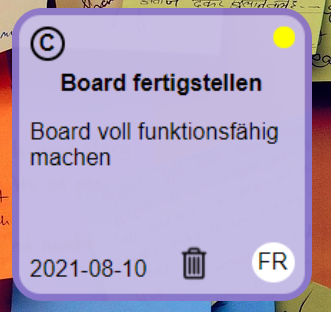 ©
Board fertigstellen
Board voll funktionsfähig
machen
2021-08-10
FR